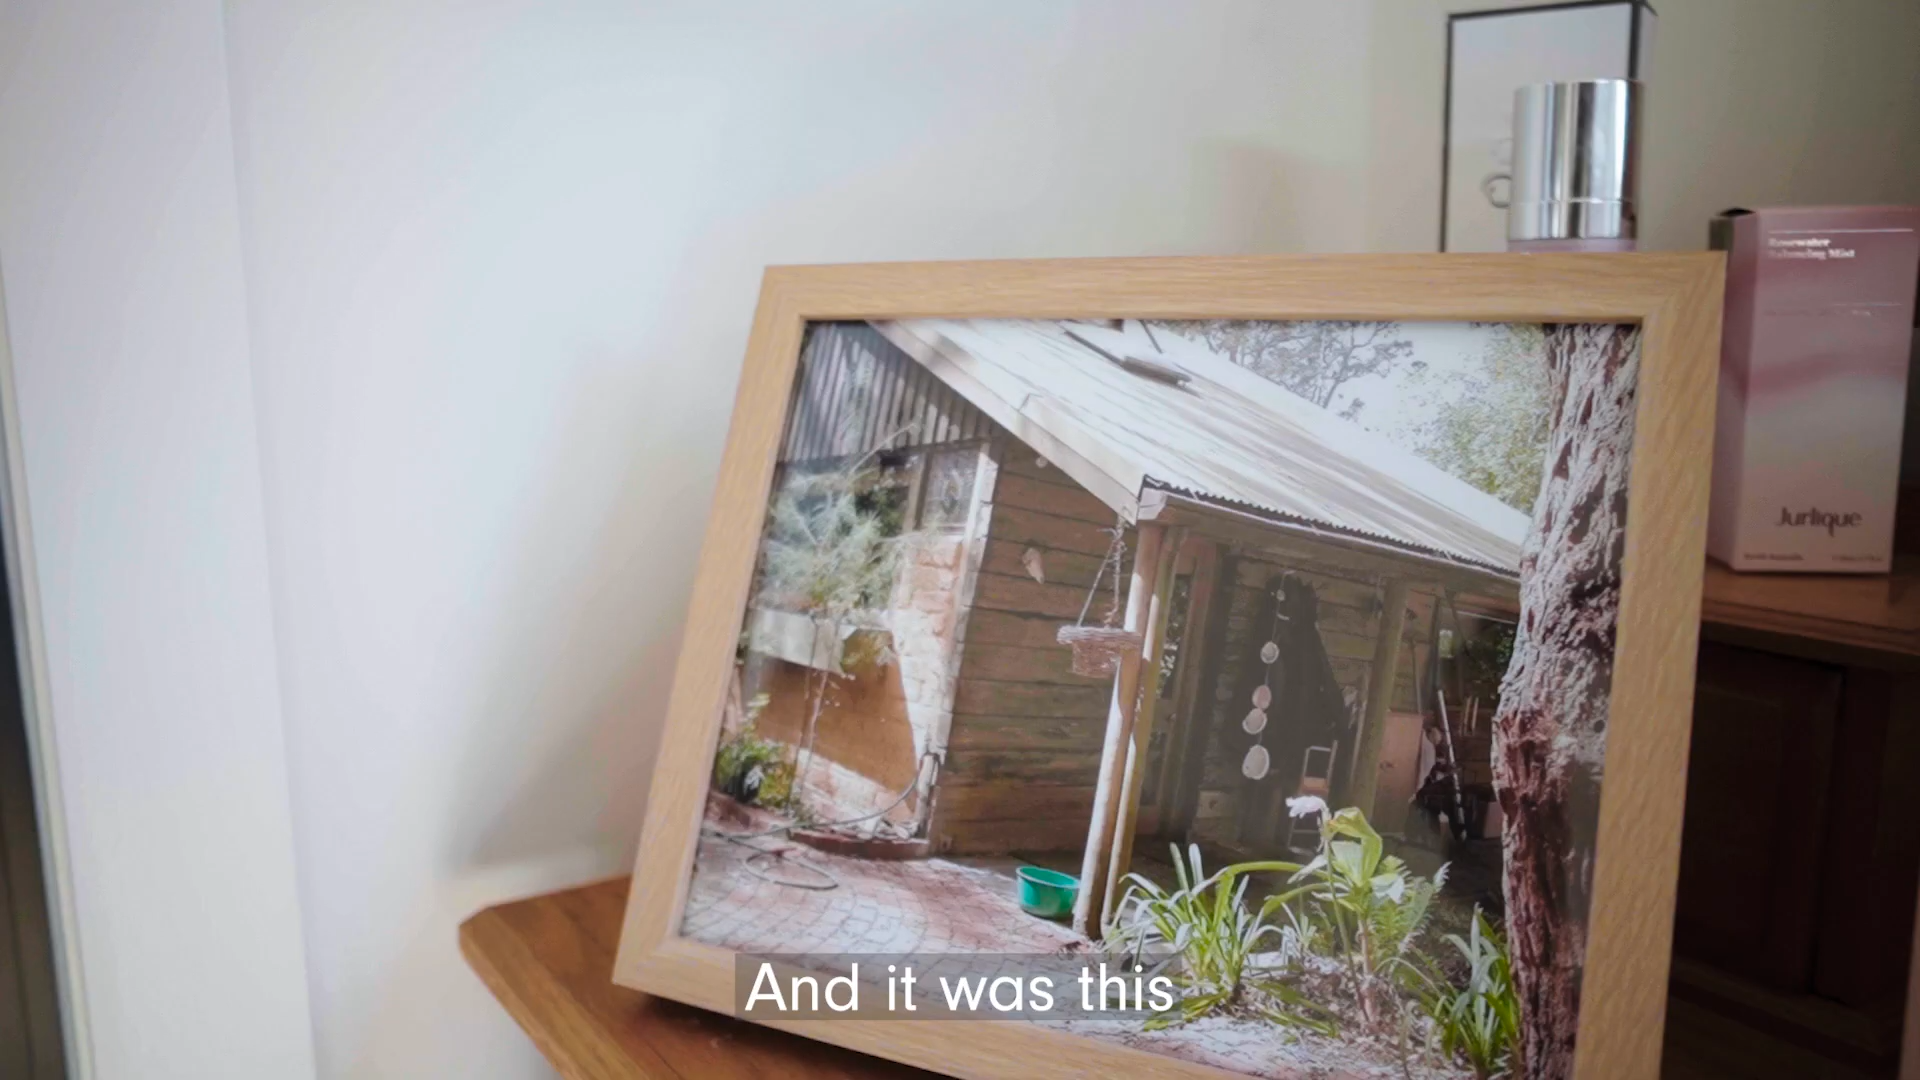 Rosewater
Balancing Mist
Jurlique
And it was this